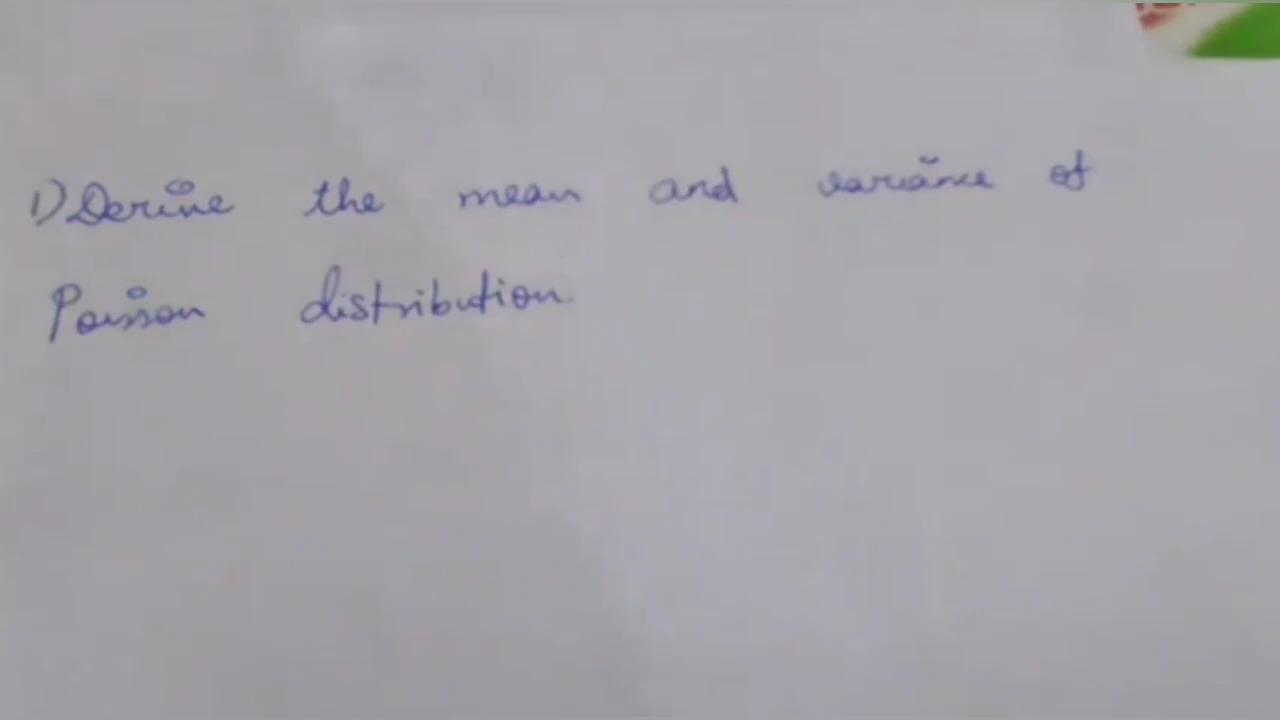 1) Derive the mean and variance of
Poisson distribution.